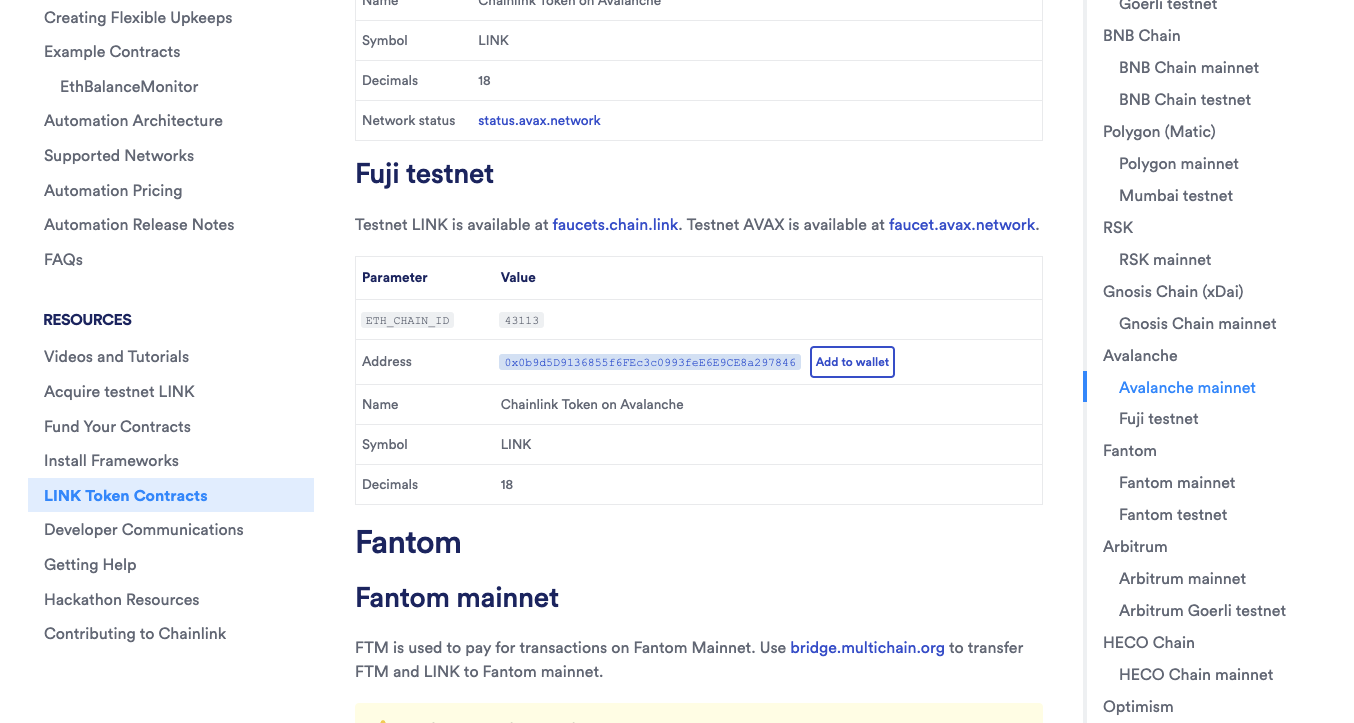 Creating Flexible Upkeeps
Example Contracts
EthBalanceMonitor
Automation Architecture
Supported Networks
Automation Pricing
Automation Release Notes
FAQs
RESOURCES
Videos and Tutorials
Acquire testnet LINK
Fund Your Contracts
Install Frameworks
LINK Token Contracts
Developer Communications
Getting Help
Hackathon Resources
Contributing to Chainlink
Name Chainlink Token on Avalanche
Symbol LINK
Decimals 18
Network status status.avax.network
Fuji testnet
Testnet LINK is available at faucets.chain.link. Testnet AVAX is available at faucet.avax.network.
Parameter Value
ETH_CHAIN_ID 43113
Address 0x0b9d5D9136855f6FEc3c0993feE6E9CE8a297846 Add to wallet
Name Chainlink Token on Avalanche
Symbol LINK
Decimals 18
Fantom
Fantom mainnet
FTM is used to pay for transactions on Fantom Mainnet. Use bridge.multichain.org to transfer
FTM and LINK to Fantom mainnet.
Goerli testnet
BNB Chain
BNB Chain mainnet
BNB Chain testnet
Polygon (Matic)
Polygon mainnet
Mumbai testnet
RSK
RSK mainnet
Gnosis Chain (xDai)
Gnosis Chain mainnet
Avalanche
Avalanche mainnet
Fuji testnet
Fantom
Fantom mainnet
Fantom testnet
Arbitrum
Arbitrum mainnet
Arbitrum Goerli testnet
HECO Chain
HECO Chain mainnet
Optimism